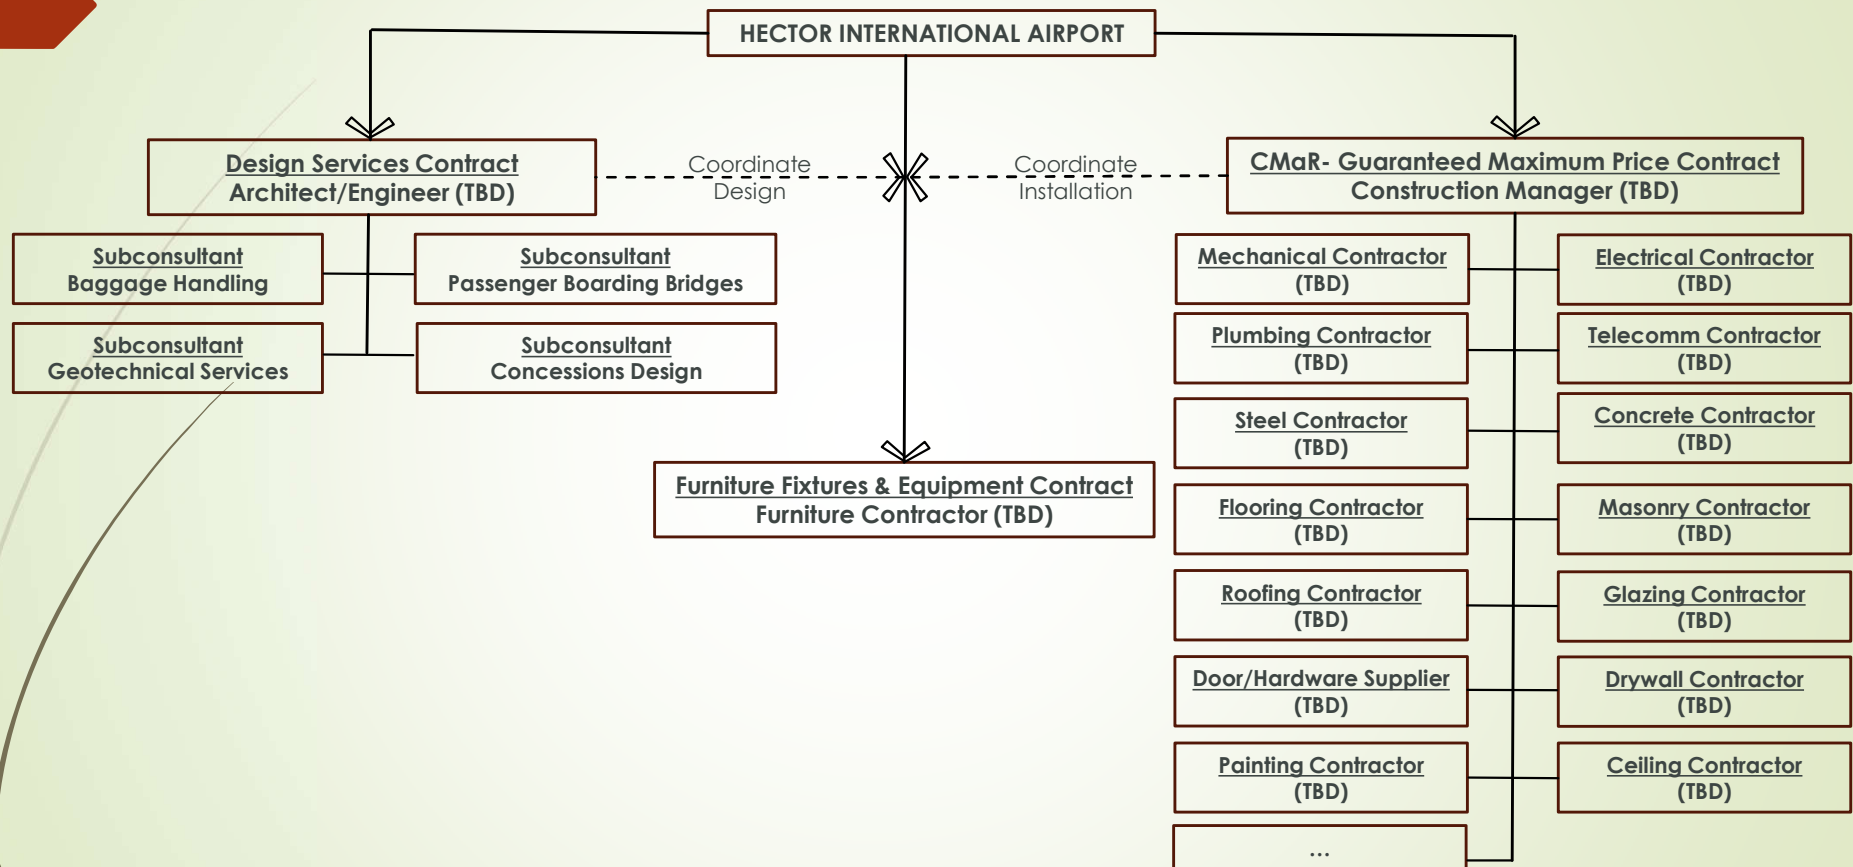 HECTOR INTERNATIONAL AIRPORT
Design Services Contract
Architect/Engineer (TBD)
Coordinate
Design
Coordinate
Installation
CMaR- Guaranteed Maximum Price Contract
Construction Manager (TBD)
Subconsultant
Baggage Handling
Subconsultant
Passenger Boarding Bridges
Subconsultant
Geotechnical Services
Subconsultant
Concessions Design
Furniture Fixtures & Equipment Contract
Furniture Contractor (TBD)
Mechanical Contractor
(TBD)
Electrical Contractor
(TBD)
Plumbing Contractor
(TBD)
Telecomm Contractor
(TBD)
Steel Contractor
(TBD)
Concrete Contractor
(TBD)
Flooring Contractor
(TBD)
Masonry Contractor
(TBD)
Roofing Contractor
(TBD)
Glazing Contractor
(TBD)
Door/Hardware Supplier
(TBD)
Drywall Contractor
(TBD)
Painting Contractor
(TBD)
Ceiling Contractor
(TBD)
...